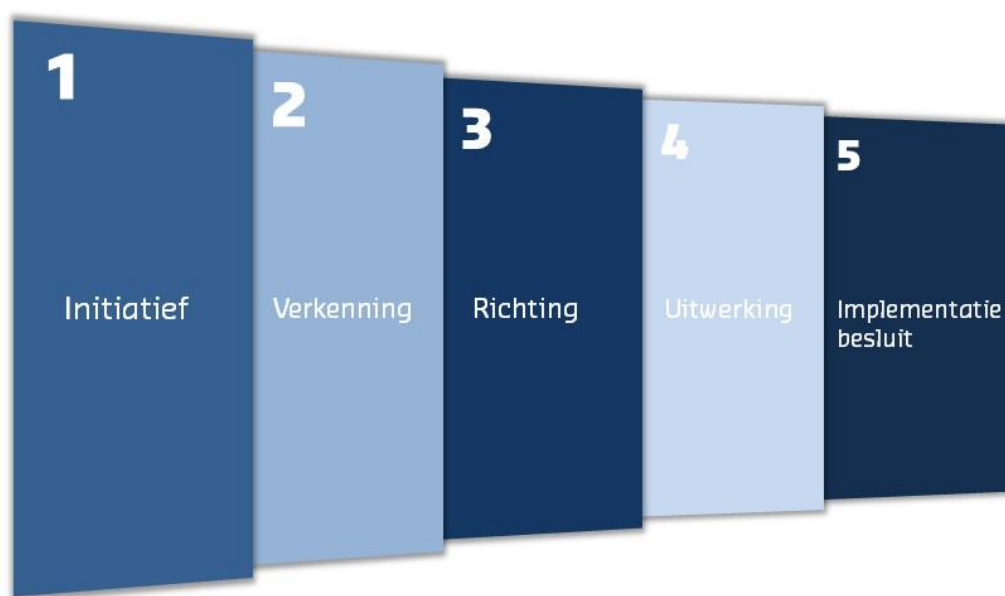 1
Initiatief
2
Verkenning
3
Richting
4
Uitwerking
5
Implementatie
besluit